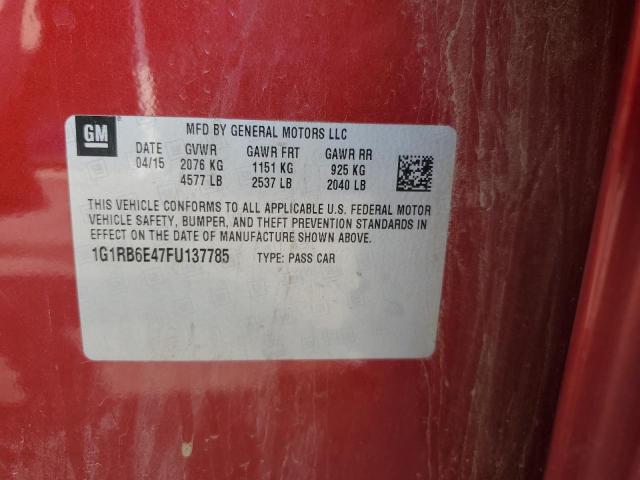 GM MFD BY GENERAL MOTORS LLC
DATE GVWR GAWR FRT GAWR RR
04/15 2076 KG 1151 KG 925 KG
4577 LB 2537 LB 2040 LB
THIS VEHICLE CONFORMS TO ALL APPLICABLE U.S. FEDERAL MOTOR
VEHICLE SAFETY, BUMPER, AND THEFT PREVENTION STANDARDS IN
EFFECT ON THE DATE OF MANUFACTURE SHOWN ABOVE.
1G1RB6E47FU137785 TYPE: PASS CAR